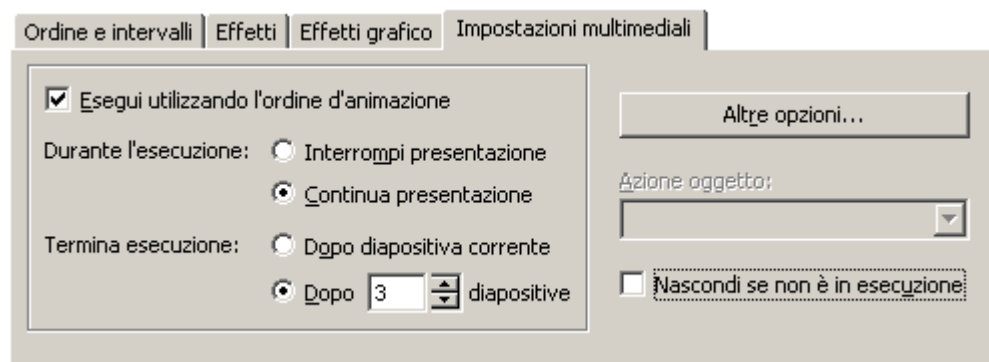 Ordine e intervalli Effetti Effetti grafico Impostazioni multimediali
Esegui utilizzando l'ordine d'animazione
Durante l'esecuzione: Interrompi presentazione
Continua presentazione
Termina esecuzione: Dopo diapositiva corrente
Dopo 3 diapositive
Altre opzioni...
Azione oggetto:
Nascondi se non è in esecuzione